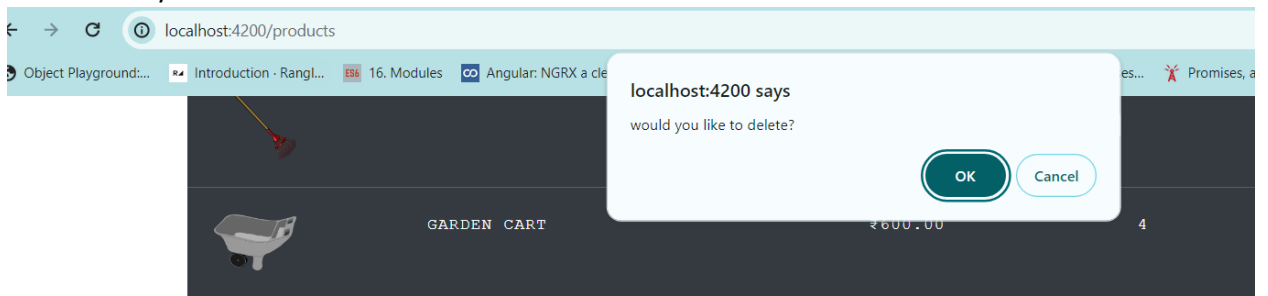 localhost:4200/products
Object Playground:... R♪ Introduction · Rangl... ES6 16. Modules Angular: NGRX a cle es... Promises, a
localhost:4200 says
would you like to delete?
OK Cancel
GARDEN CART ₹600.00 4